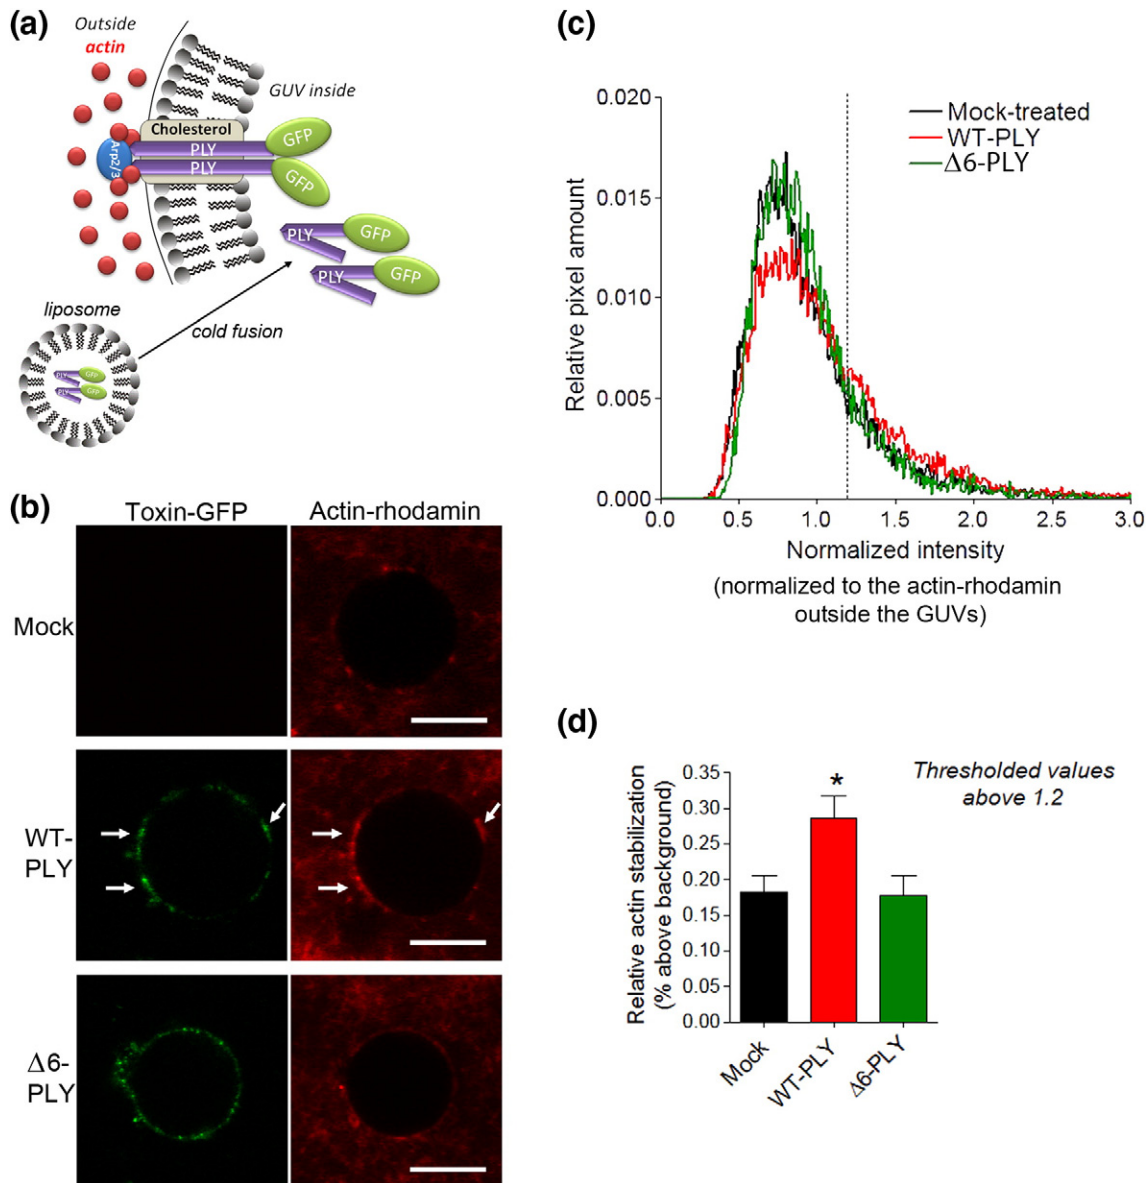 (a)
Outside
actin
GUV inside
Cholesterol
Arp2/3
PLY
GFP
PLY
GFP
PLY
GFP
PLY
GFP
liposome
cold fusion
PLY
GFP
PLY
GFP
(b)
Toxin-GFP
Actin-rhodamin
Mock
WT-
PLY
Δ6-
PLY
(c)
Mock-treated
WT-PLY
Δ6-PLY
Relative pixel amount
0.020
0.015
0.010
0.005
0.000
0.0 0.5 1.0 1.5 2.0 2.5 3.0
Normalized intensity
(normalized to the actin-rhodamin
outside the GUVs)
(d)
Relative actin stabilization
(% above background)
0.35
0.30
0.25
0.20
0.15
0.10
0.05
0.00
*
Thresholded values
above 1.2
Mock
WT-PLY
Δ6-PLY